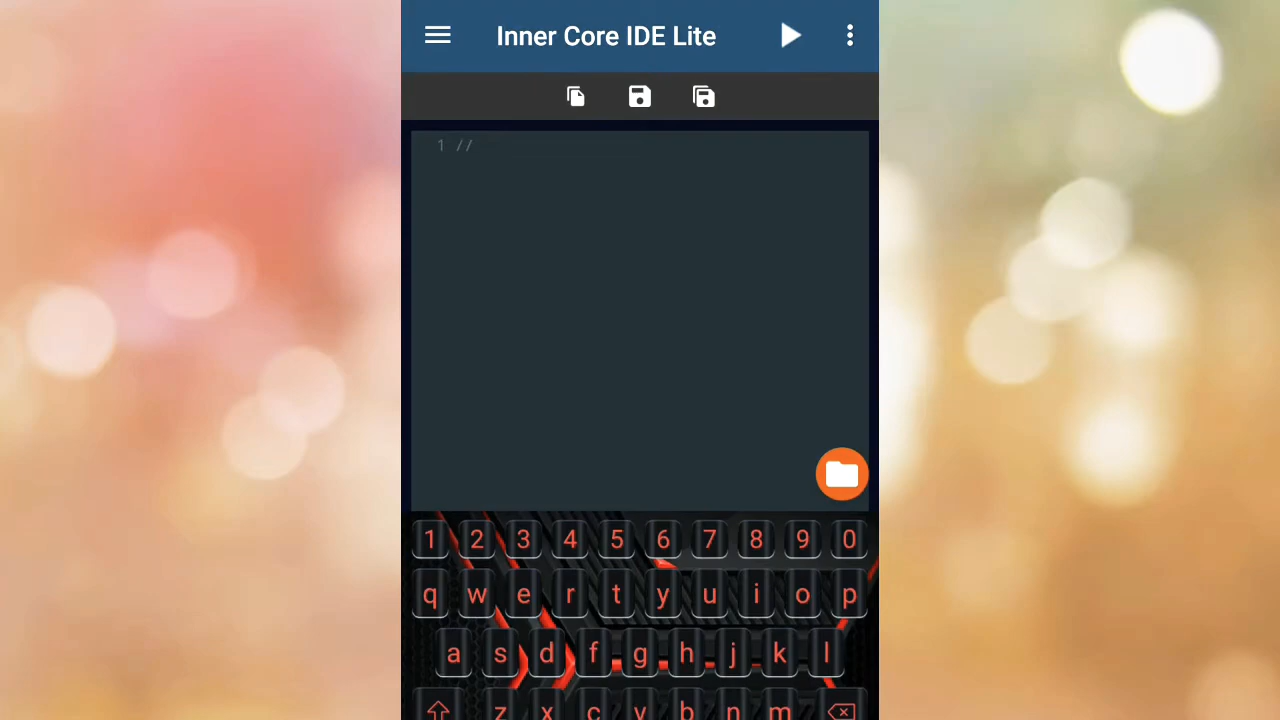 Inner Core IDE Lite
1 //
1 2 3 4 5 6 7 8 9 0
q w e r t y u i o p
a s d f g h j k l
z x c v b n m